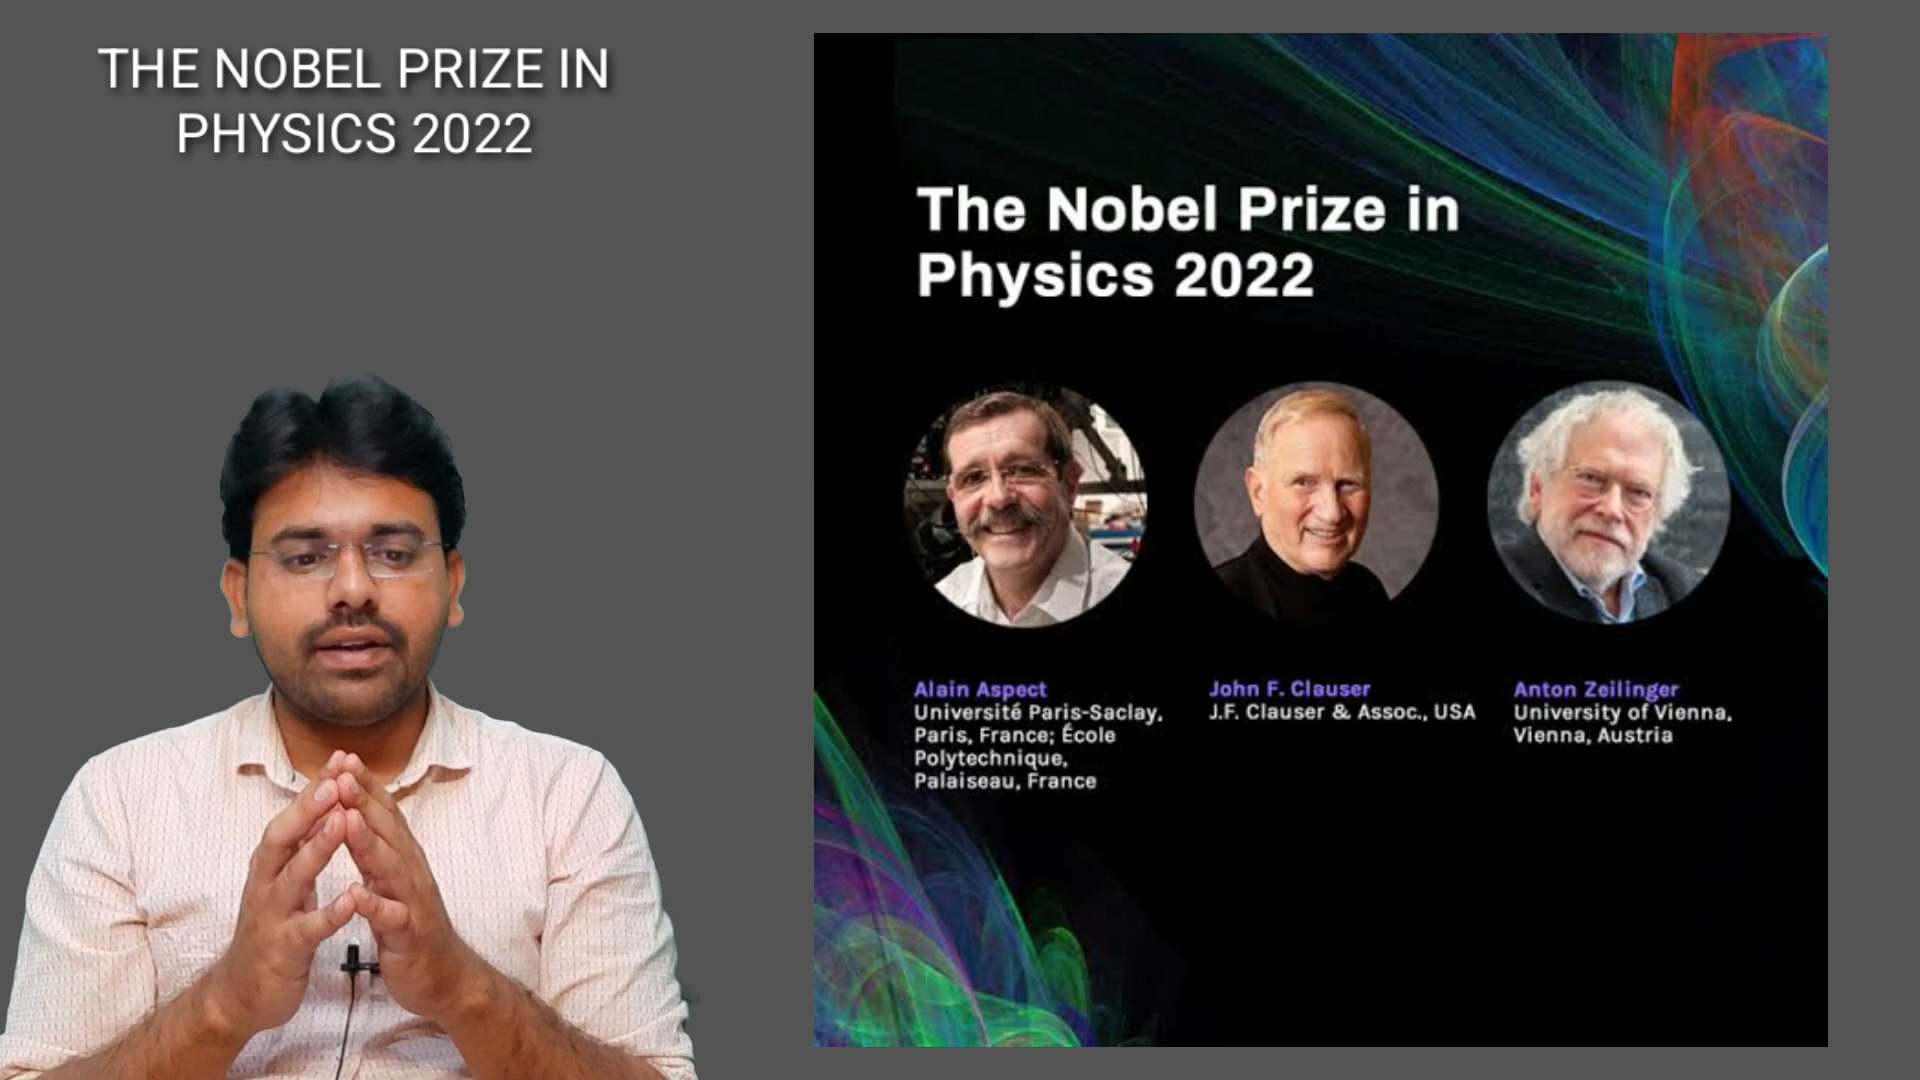 THE NOBEL PRIZE IN
PHYSICS 2022
The Nobel Prize in
Physics 2022
Alain Aspect
Université Paris-Saclay,
Paris, France; École
Polytechnique,
Palaiseau, France
John F. Clauser
J.F. Clauser & Assoc., USA
Anton Zeilinger
University of Vienna,
Vienna, Austria